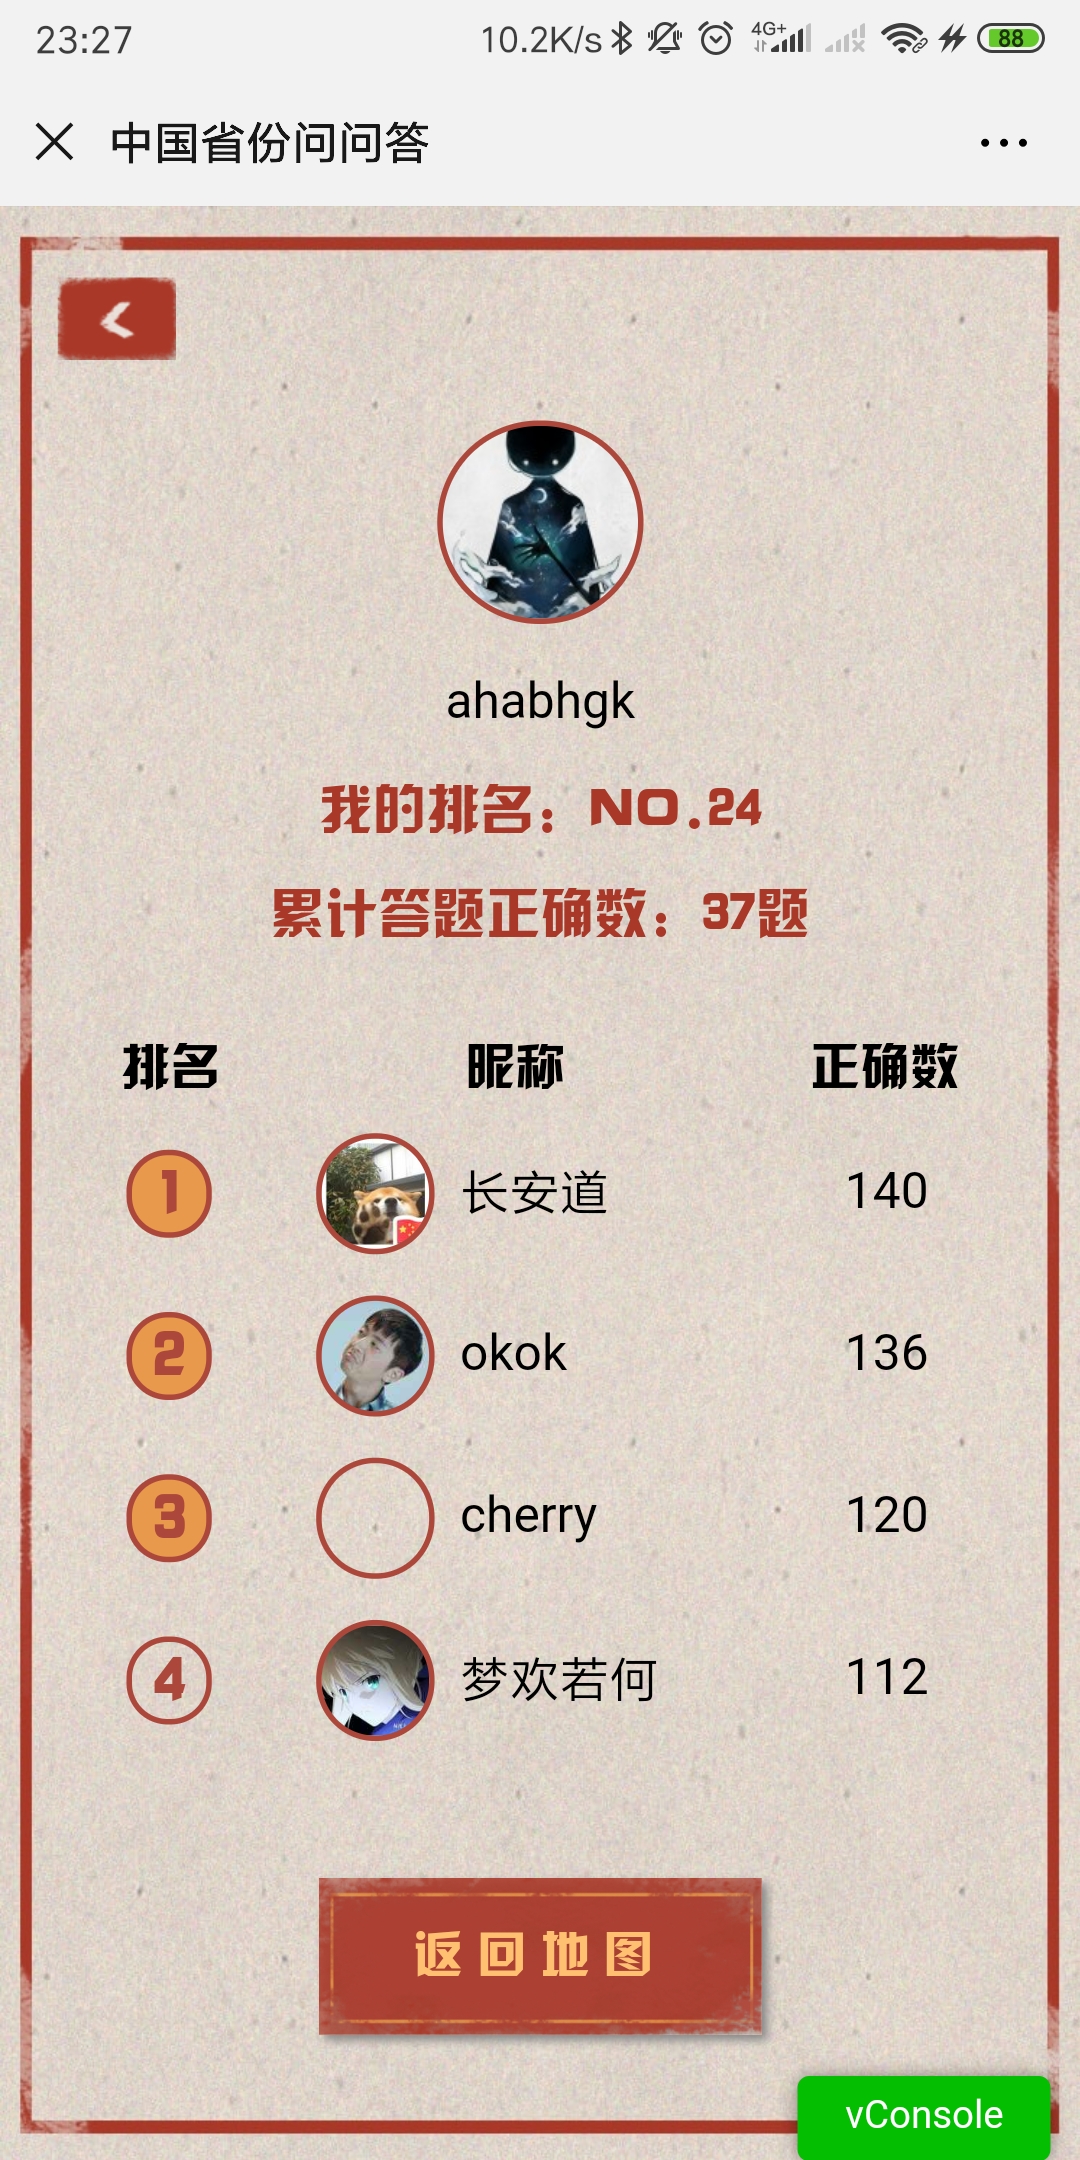 23:27 10.2K/s 4G+ 88
中国省份问问答
ahabhgk
我的排名：NO.24
累计答题正确数：37题
排名 昵称 正确数
1 长安道 140
2 okok 136
3 cherry 120
4 梦欢若何 112
返回地图
vConsole